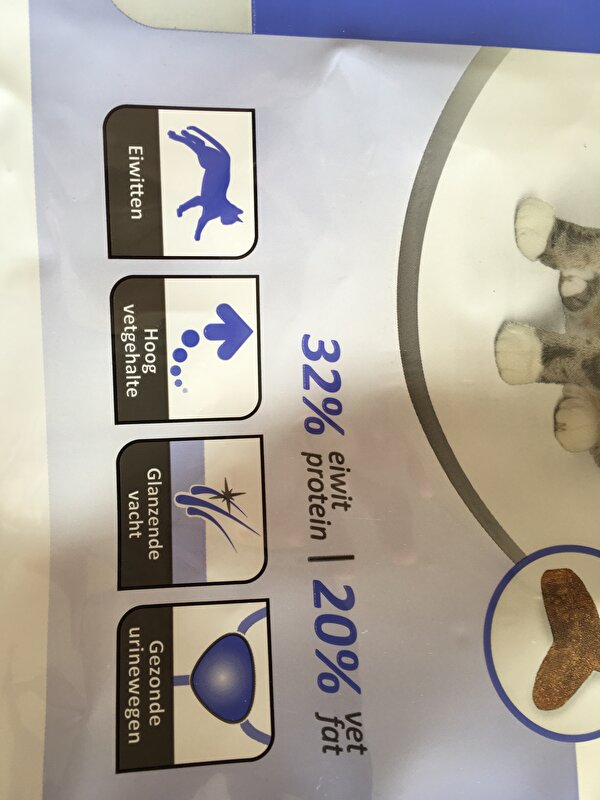 32% eiwit
protein | 20% vet
fat
Eiwitten
Hoog
vetgehalte
Glanzende
vacht
Gezonde
urinewegen